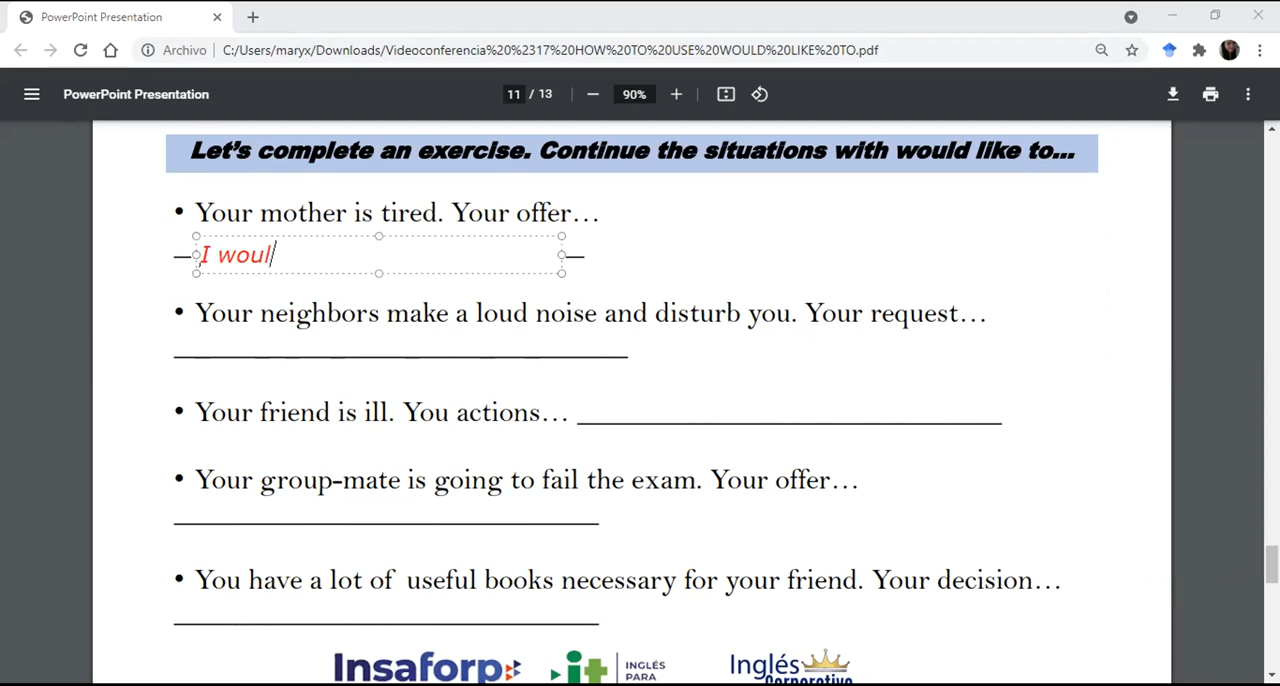 PowerPoint Presentation
Archivo C:/Users/maryx/Downloads/Videoconferencia%20%2317%20HOW%20TO%20USE%20WOULD%20LIKE%20TO.pdf
PowerPoint Presentation 11 / 13 90%
Let's complete an exercise. Continue the situations with would like to...
• Your mother is tired. Your offer…
I woul
• Your neighbors make a loud noise and disturb you. Your request…
• Your friend is ill. You actions…
• Your group-mate is going to fail the exam. Your offer…
• You have a lot of useful books necessary for your friend. Your decision…
Insaforp it INGLÉS PARA Inglés Corporativo